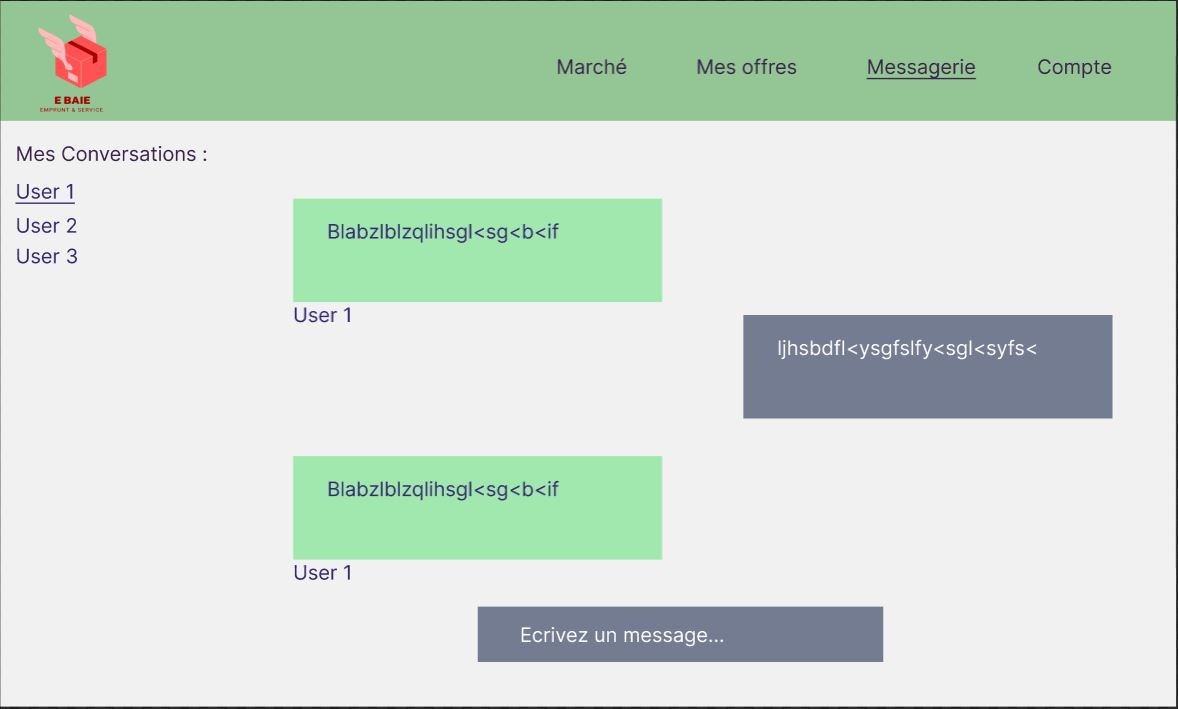 E BAIE
EMPRUNT & SERVICE
Marché
Mes offres
Messagerie
Compte
Mes Conversations :
User 1
User 2
User 3
Blabzlblzqlihsgl<sg<b<if
User 1
ljhsbdfl<ysgfslfy<sgl<syfs<
Blabzlblzqlihsgl<sg<b<if
User 1
Ecrivez un message...